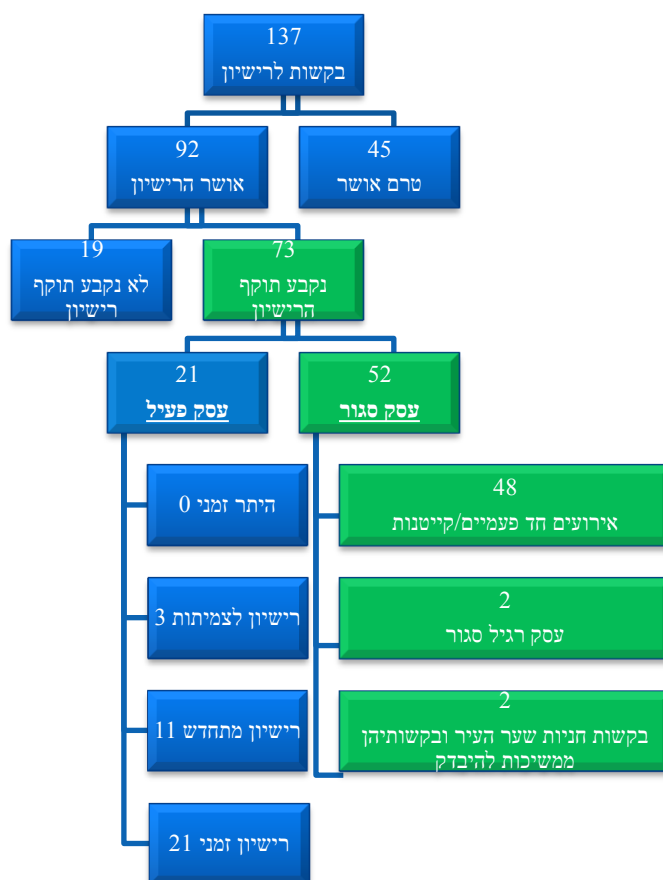 137
בקשות לרישיון
92
אושר הרישיון
45
טרם אושר
19
לא נקבע תוקף
רישיון
73
נקבע תוקף
הרישיון
21
עסק פעיל
52
עסק סגור
היתר זמני 0
רישיון לצמיתות 3
רישיון מתחדש 11
רישיון זמני 21
48
אירועים חד פעמיים/קייטנות
2
עסק רגיל סגור
2
בקשות חניות שער העיר ובקשותיהן
ממשיכות להיבדק